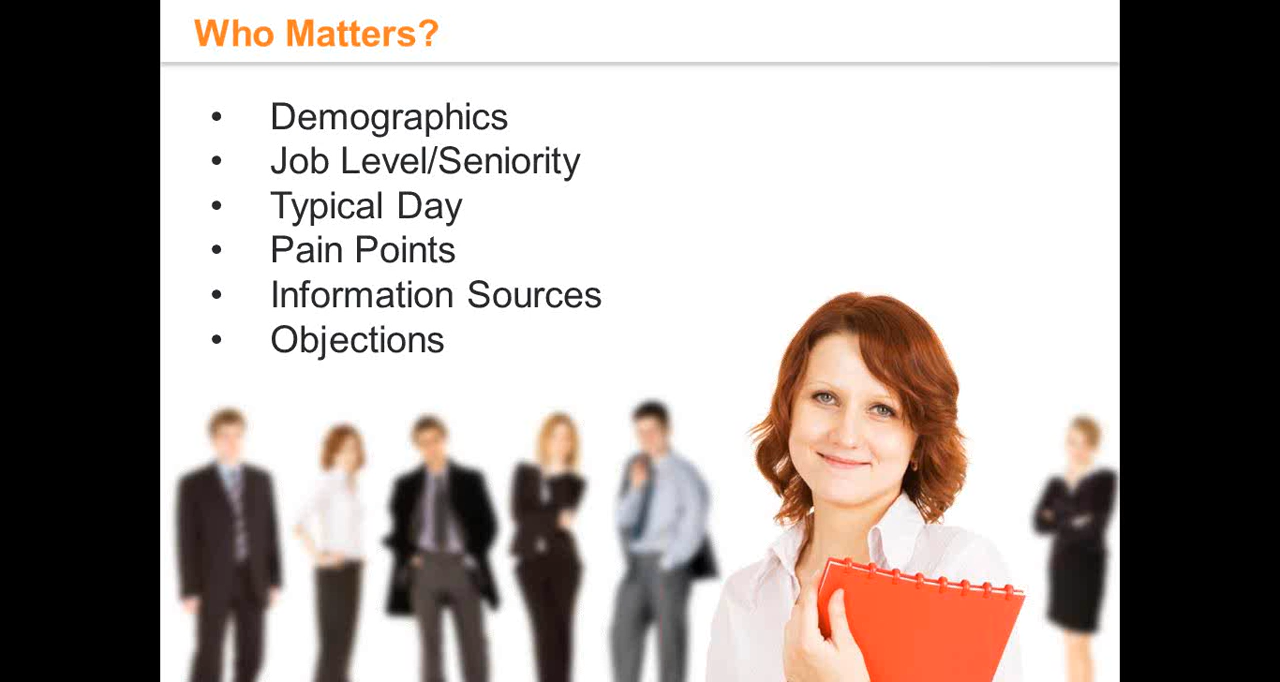 Who Matters?
• Demographics
• Job Level/Seniority
• Typical Day
• Pain Points
• Information Sources
• Objections